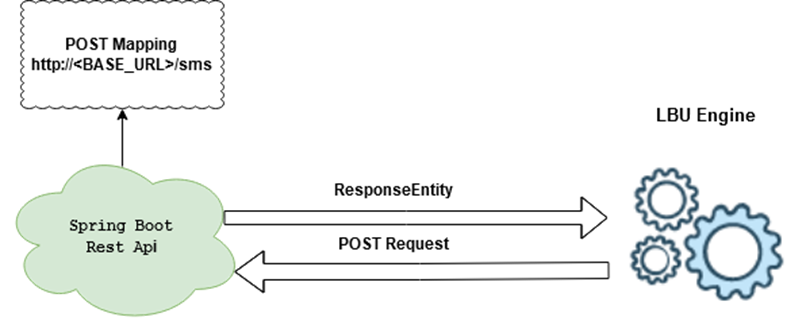 POST Mapping
http://<BASE_URL>/sms
LBU Engine
ResponseEntity
Spring Boot
Rest Api
POST Request